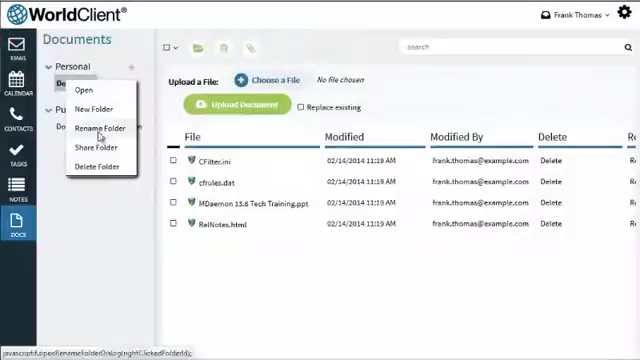 WorldClient®
Frank Thomas
EMAIL
CALENDAR
CONTACTS
TASKS
NOTES
DOCS
Documents
Personal
Open
New Folder
Rename Folder
Share Folder
Delete Folder
search
Upload a File:
Choose a File
No file chosen
Upload Document
Replace existing
File Modified Modified By Delete
CFilter.ini 02/14/2014 11:19 AM frank.thomas@example.com Delete
cfrules.dat 02/14/2014 11:19 AM frank.thomas@example.com Delete
MDaemon 13.6 Tech Training.ppt 02/14/2014 11:19 AM frank.thomas@example.com Delete
RelNotes.html 02/14/2014 11:19 AM frank.thomas@example.com Delete